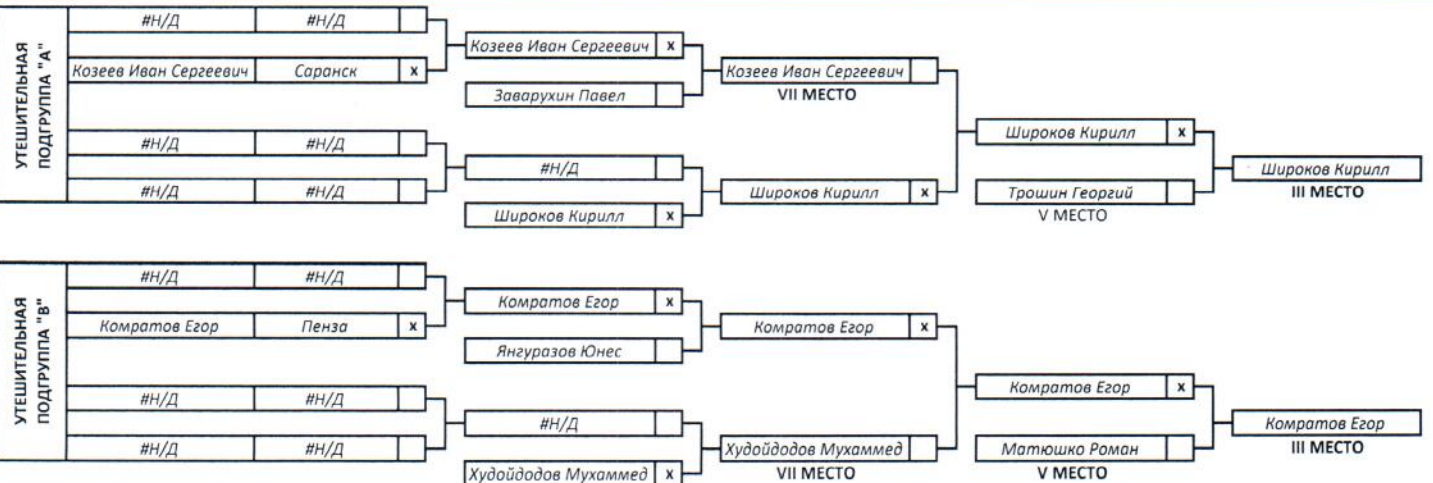 УТЕШИТЕЛЬНАЯ
ПОДГРУППА "А"
#Н/Д #Н/Д
Козеев Иван Сергеевич x
Козеев Иван Сергеевич Саранск x
Козеев Иван Сергеевич
Заварухин Павел
VII МЕСТО
Широков Кирилл x
#Н/Д #Н/Д
#Н/Д
Широков Кирилл
#Н/Д #Н/Д
Широков Кирилл x
Трошин Георгий
III МЕСТО
Широков Кирилл x
V МЕСТО
УТЕШИТЕЛЬНАЯ
ПОДГРУППА "В"
#Н/Д #Н/Д
Комратов Егор x
Комратов Егор Пенза x
Комратов Егор x
Янгуразов Юнес
Комратов Егор x
#Н/Д #Н/Д
#Н/Д
Комратов Егор
#Н/Д #Н/Д
Худойдодов Мухаммед
Матюшко Роман
III МЕСТО
Худойдодов Мухаммед x
VII МЕСТО
V МЕСТО